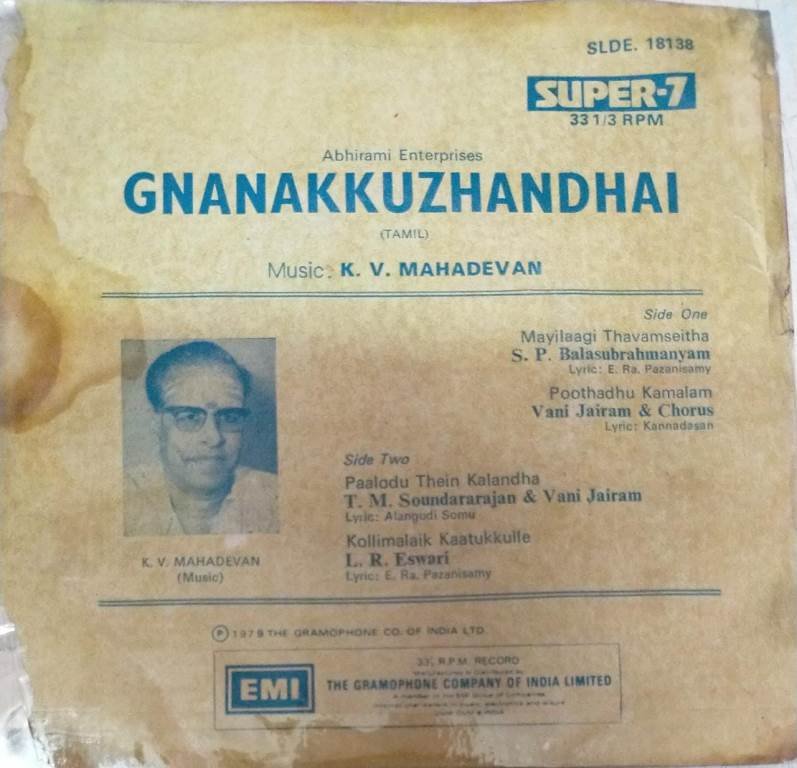 SLDE. 18138
SUPER-7
33 1/3 RPM
Abhirami Enterprises
GNANAKKUZHANDHAI
(TAMIL)
Music: K. V. MAHADEVAN
Side One
Mayilaagi Thavamseitha
S. P. Balasubrahmanyam
Lyric: E. Ra. Pazanisamy
Poothadhu Kamalam
Vani Jairam & Chorus
Lyric: Kannadasan
Side Two
Paalodu Thein Kalandha
T. M. Soundararajan & Vani Jairam
Lyric: Alangudi Somu
Kollimalaik Kaatukkulle
L. R. Eswari
Lyric: E. Ra. Pazanisamy
K. V. MAHADEVAN
(Music)
Ⓟ 1979 THE GRAMOPHONE CO. OF INDIA LTD.
33⅓ R.P.M. RECORD
EMI
THE GRAMOPHONE COMPANY OF INDIA LIMITED